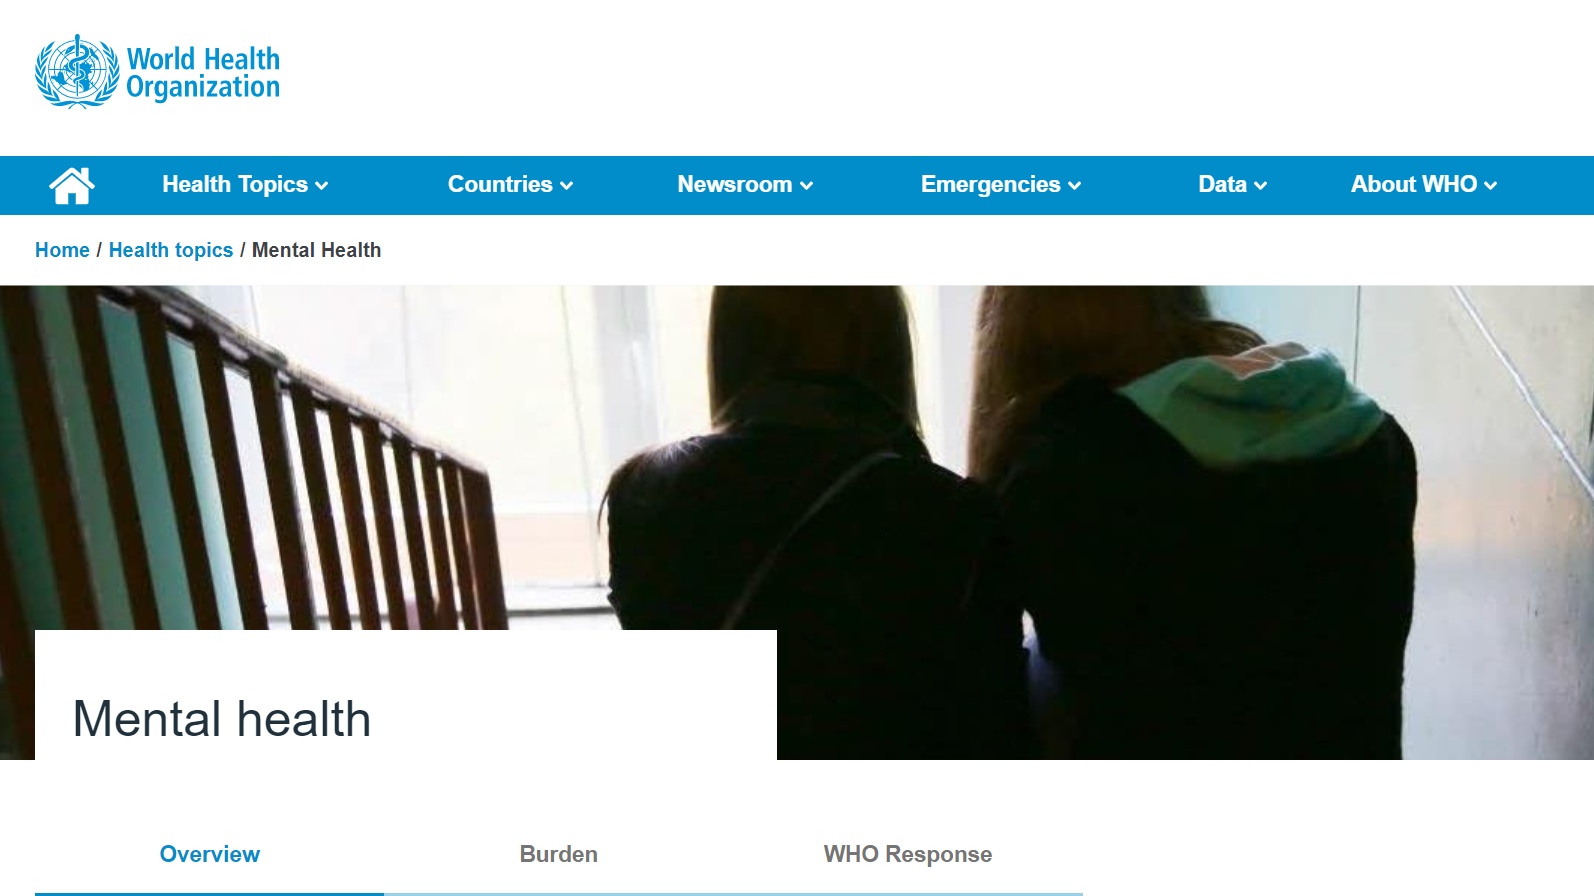 World Health
Organization
Health Topics Countries Newsroom Emergencies Data About WHO
Home / Health topics / Mental Health
Mental health
Overview Burden WHO Response